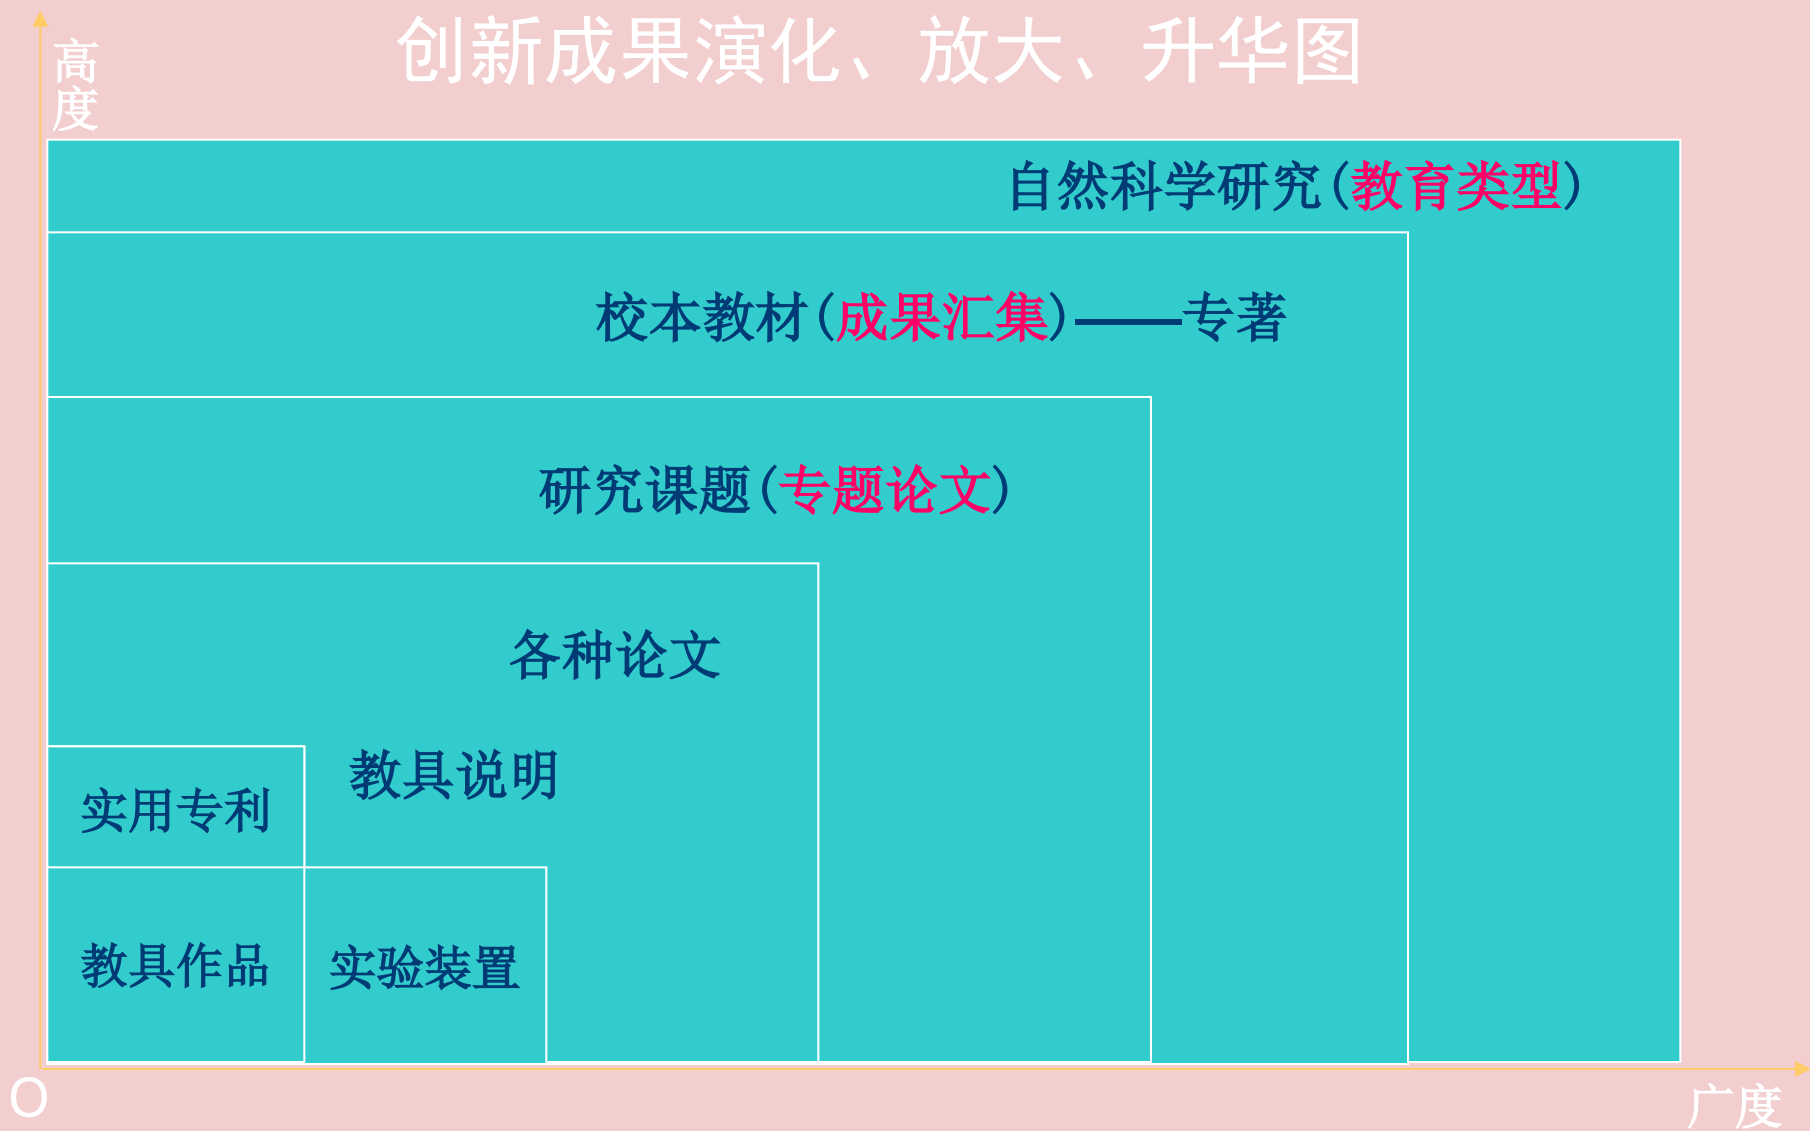 创新成果演化、放大、升华图
高
度
自然科学研究(教育类型)
校本教材(成果汇集)——专著
研究课题(专题论文)
各种论文
教具说明
实用专利
教具作品
实验装置
O
广度